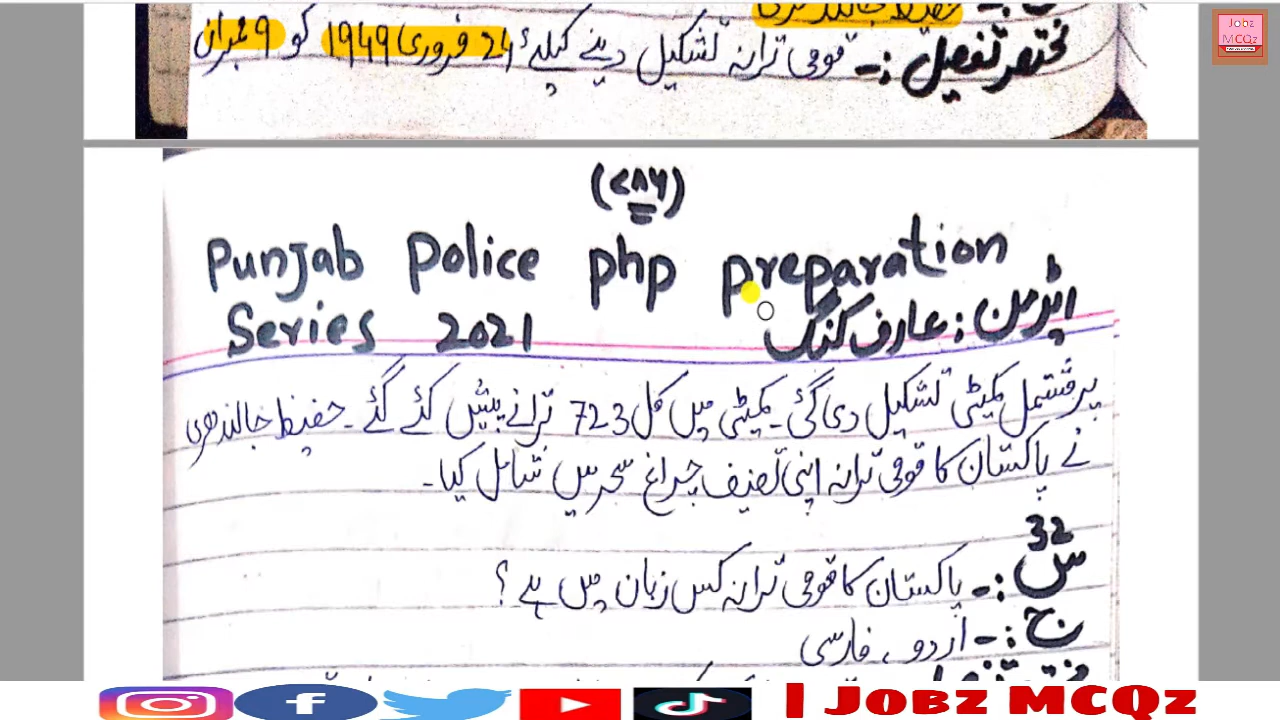 Jobz
MCQz
مختصر تفصیل :- قومی ترانہ تشکیل دینے کیلئے 24 فروری 1949 کو 9 ممبران
(۷۸۶)
Punjab Police php preparation
Series 2021
ایڈمن : عارف کنگ
پر مشتمل کمیٹی تشکیل دی گئی۔ کمیٹی میں کل 723 ترانے پیش کئے گئے۔ حفیظ جالندھری
نے پاکستان کا قومی ترانہ اپنی تصنیف چراغ سحر میں شامل کیا۔
32
س :- پاکستان کا قومی ترانہ کس زبان میں ہے ؟
ج :- اُردو ، فارسی
| Jobz MCQz